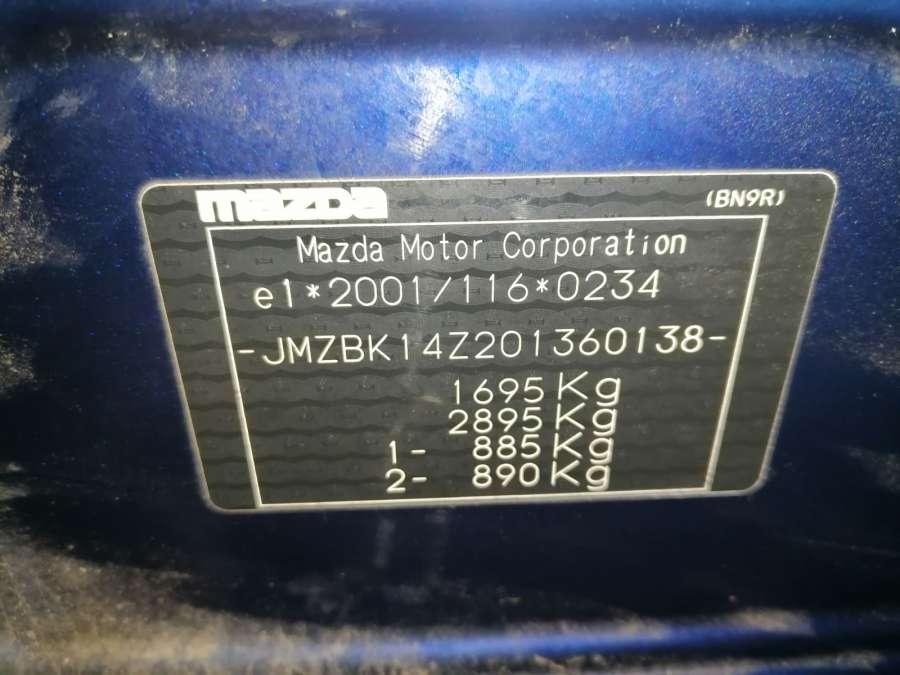 mazda (BN9R)
Mazda Motor Corporation
e1*2001/116*0234
-JMZBK14Z201360138-
1695 Kg
2895 Kg
1- 885 Kg
2- 890 Kg